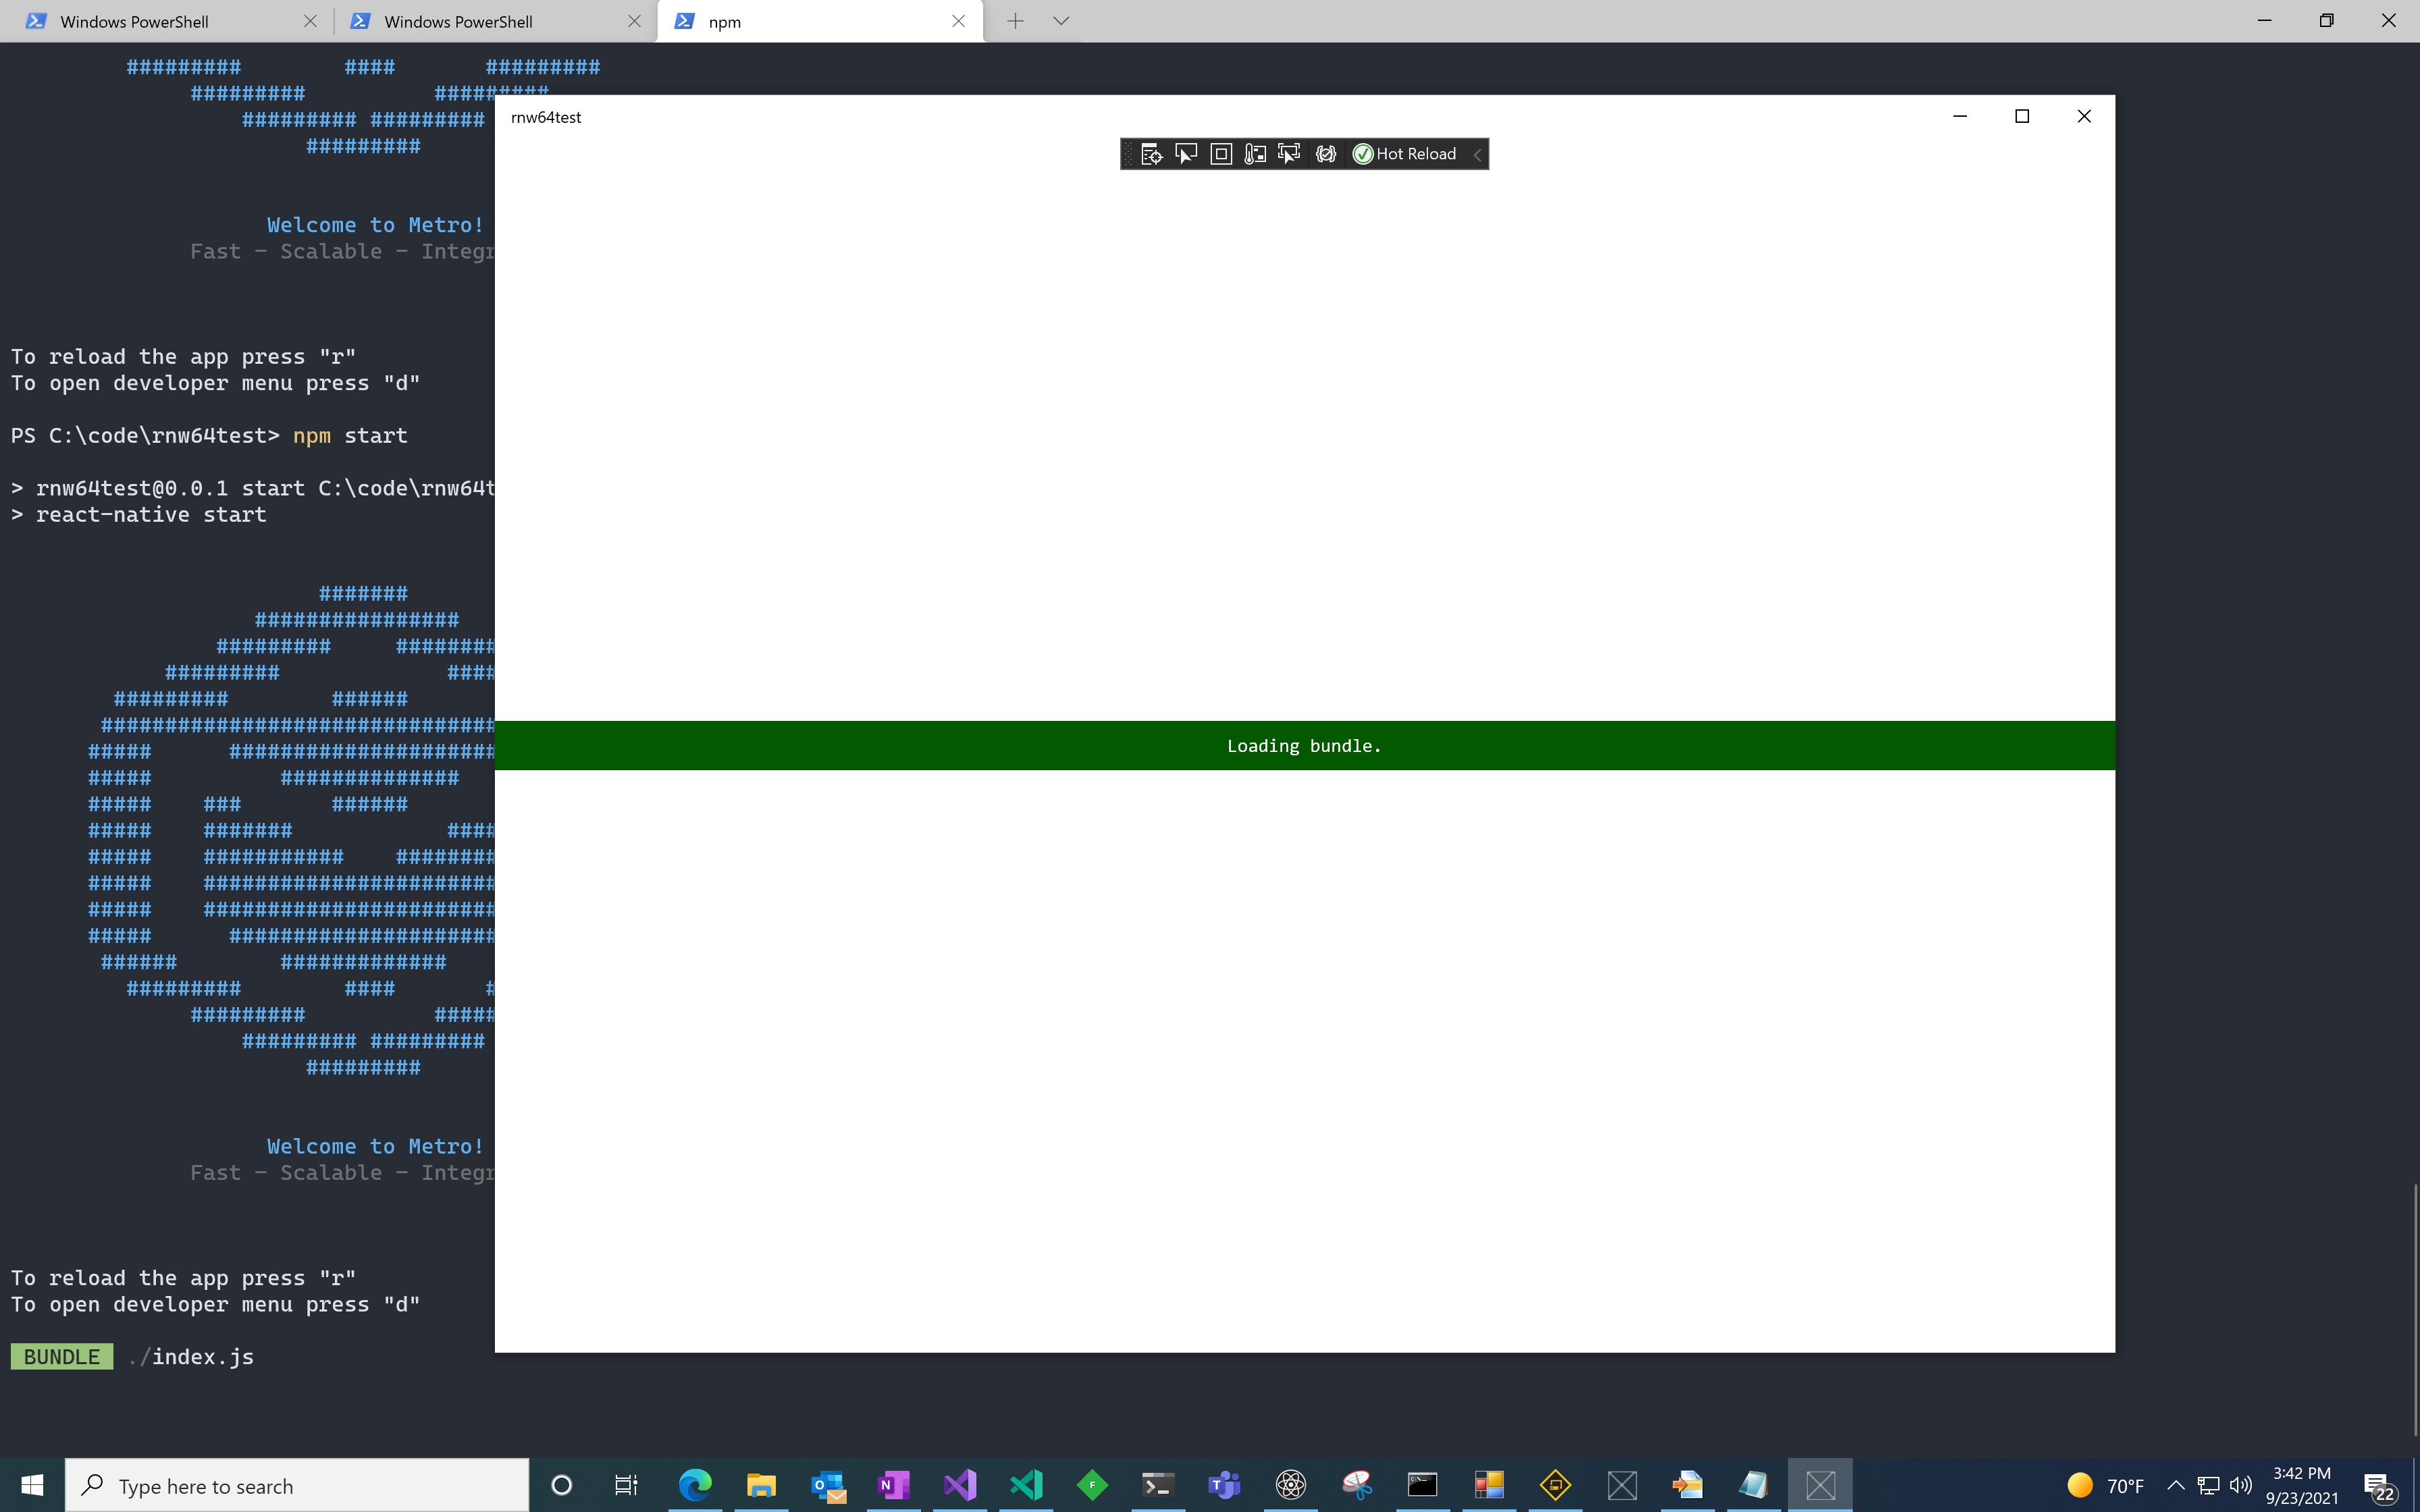 Windows PowerShell
Windows PowerShell
npm
#########        ####       #########
#########          #########
######### #########
#########
Welcome to Metro!
Fast - Scalable - Integr
To reload the app press "r"
To open developer menu press "d"
PS C:\code\rnw64test> npm start
> rnw64test@0.0.1 start C:\code\rnw64t
> react-native start
#######
################
#########     ########
#########             ####
#########        ######
###############################
#####      #####################
#####          ##############
#####    ###       ######
#####    #######            ####
#####    ###########    ########
#####    #######################
#####    #######################
#####      #####################
######        #############
#########        ####       #
#########          #####
######### #########
#########
Welcome to Metro!
Fast - Scalable - Integr
To reload the app press "r"
To open developer menu press "d"
BUNDLE ./index.js
rnw64test
Hot Reload
Loading bundle.
Type here to search
70°F
3:42 PM
9/23/2021
22